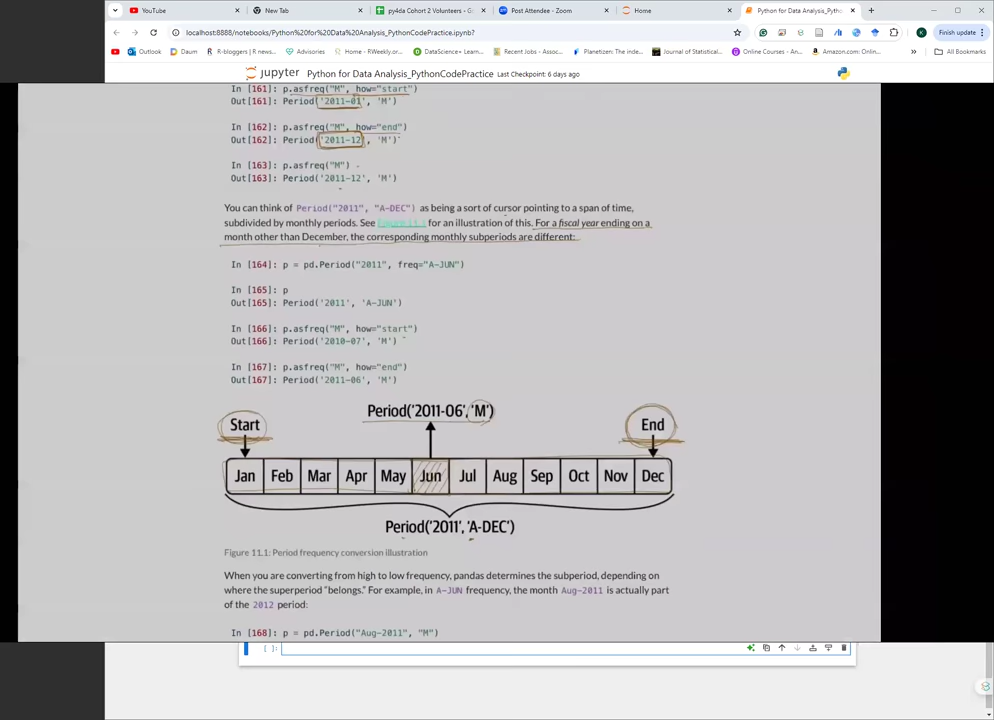 YouTube
New Tab
py4da Cohort 2 Volunteers - Go
Post Attendee - Zoom
Home
Python for Data Analysis_Pytho
localhost:8888/notebooks/Python%20for%20Data%20Analysis_PythonCodePractice.ipynb?
K
Finish update
YouTube
Outlook
Daum
R-bloggers | R news...
Advisories
Home - RWeekly.org...
DataScience+ Learn...
Recent Jobs - Assoc...
Planetizen: The inde...
Journal of Statistical...
Online Courses - An...
Amazon.com: Onlin...
All Bookmarks
jupyter Python for Data Analysis_PythonCodePractice Last Checkpoint: 6 days ago
In [161]: p.asfreq("M", how="start")
Out[161]: Period('2011-01', 'M')
In [162]: p.asfreq("M", how="end")
Out[162]: Period('2011-12', 'M')
In [163]: p.asfreq("M")
Out[163]: Period('2011-12', 'M')
You can think of Period("2011", "A-DEC") as being a sort of cursor pointing to a span of time,
subdivided by monthly periods. See Figure 11.1 for an illustration of this. For a fiscal year ending on a
month other than December, the corresponding monthly subperiods are different:
In [164]: p = pd.Period("2011", freq="A-JUN")
In [165]: p
Out[165]: Period('2011', 'A-JUN')
In [166]: p.asfreq("M", how="start")
Out[166]: Period('2010-07', 'M')
In [167]: p.asfreq("M", how="end")
Out[167]: Period('2011-06', 'M')
Period('2011-06', 'M')
Start
End
Jan Feb Mar Apr May Jun Jul Aug Sep Oct Nov Dec
Period('2011', 'A-DEC')
Figure 11.1: Period frequency conversion illustration
When you are converting from high to low frequency, pandas determines the subperiod, depending on
where the superperiod "belongs." For example, in A-JUN frequency, the month Aug-2011 is actually part
of the 2012 period:
In [168]: p = pd.Period("Aug-2011", "M")
[ ]: